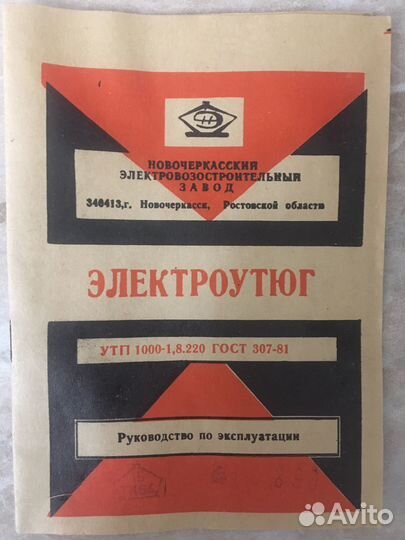 НОВОЧЕРКАССКИЙ
ЭЛЕКТРОВОЗОСТРОИТЕЛЬНЫЙ
ЗАВОД
346413,г. Новочеркасск, Ростовской области
ЭЛЕКТРОУТЮГ
УТП 1000-1,8.220 ГОСТ 307-81
Руководство по эксплуатации
Avito